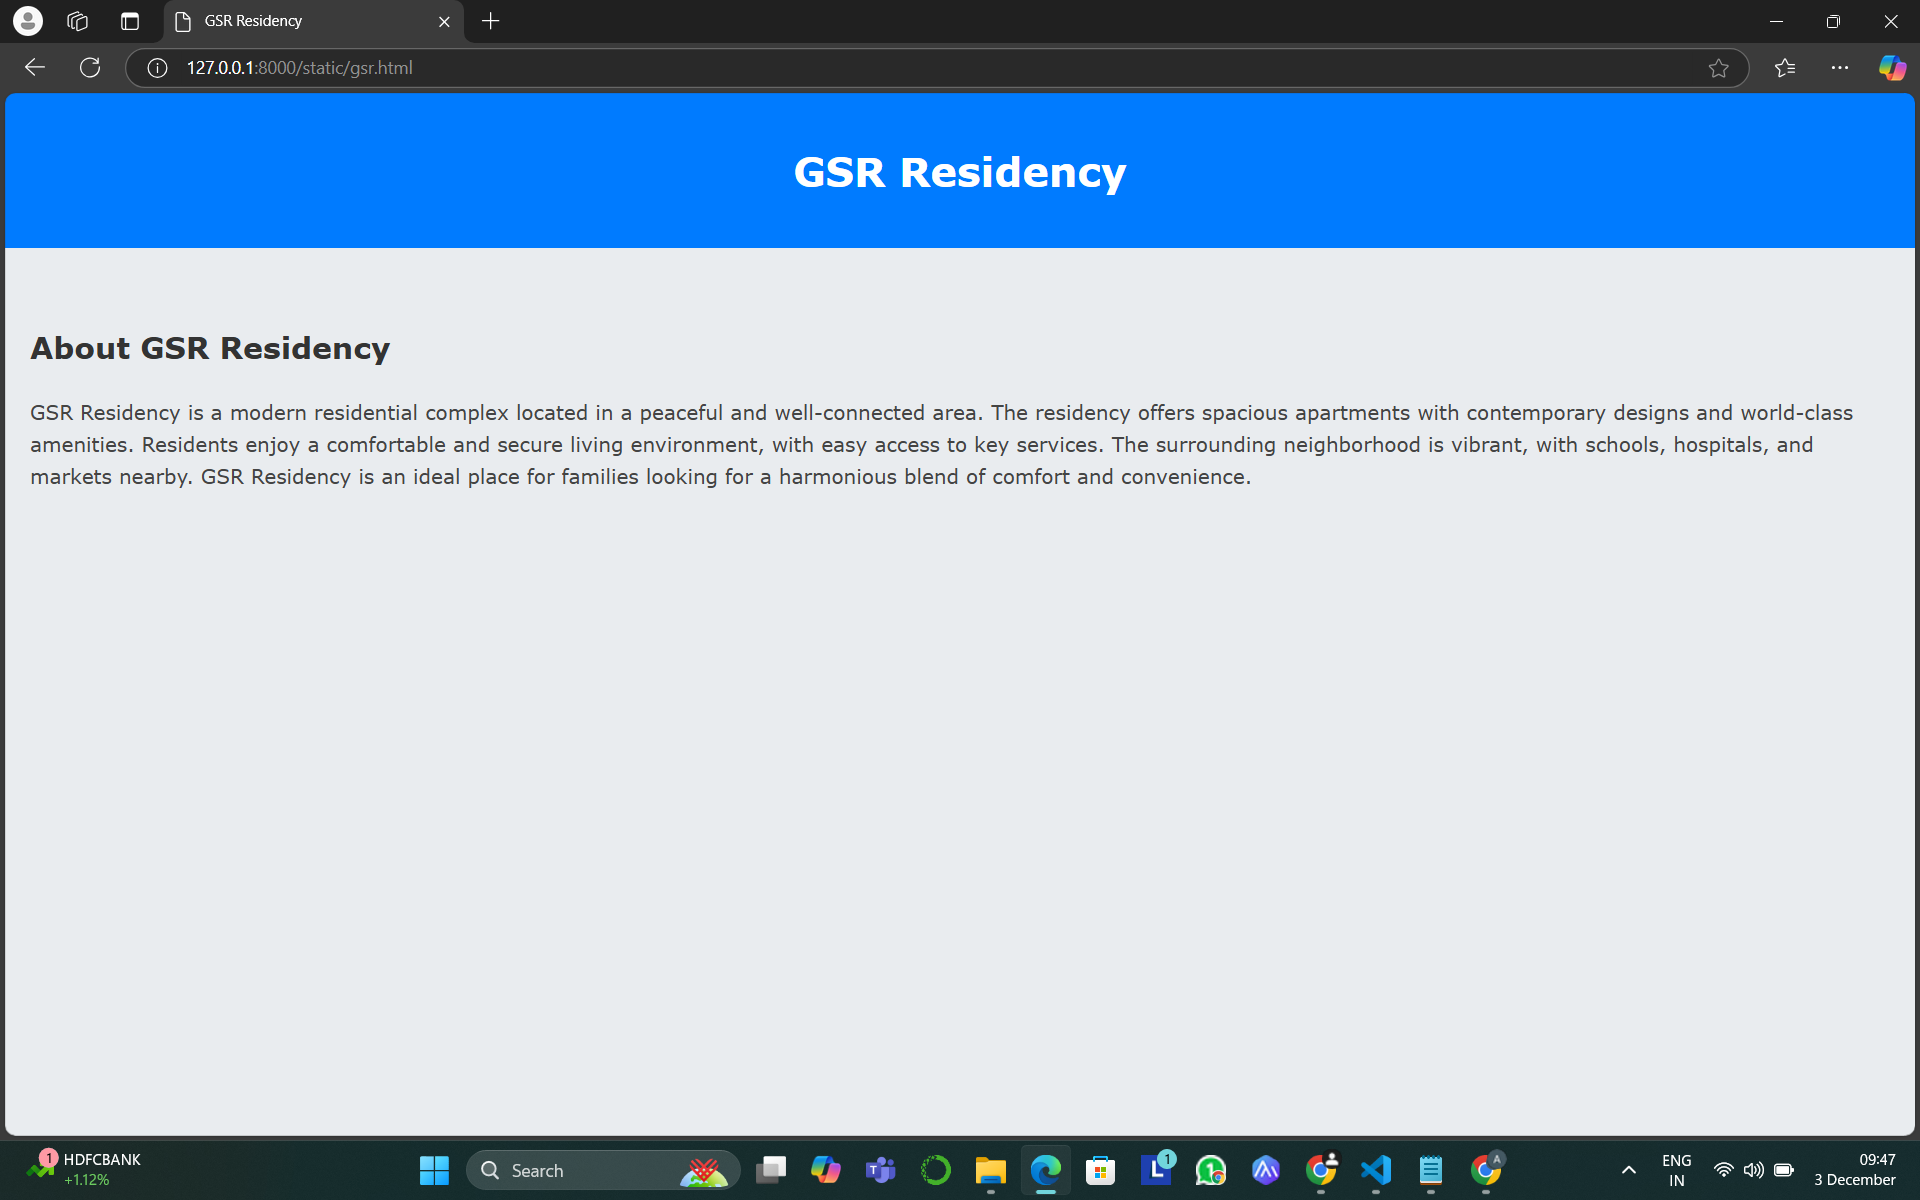 GSR Residency
127.0.0.1:8000/static/gsr.html
GSR Residency
About GSR Residency
GSR Residency is a modern residential complex located in a peaceful and well-connected area. The residency offers spacious apartments with contemporary designs and world-class
amenities. Residents enjoy a comfortable and secure living environment, with easy access to key services. The surrounding neighborhood is vibrant, with schools, hospitals, and
markets nearby. GSR Residency is an ideal place for families looking for a harmonious blend of comfort and convenience.
1
HDFCBANK
+1.12%
Search
T
L
1
1
A
ENG
IN
09:47
3 December